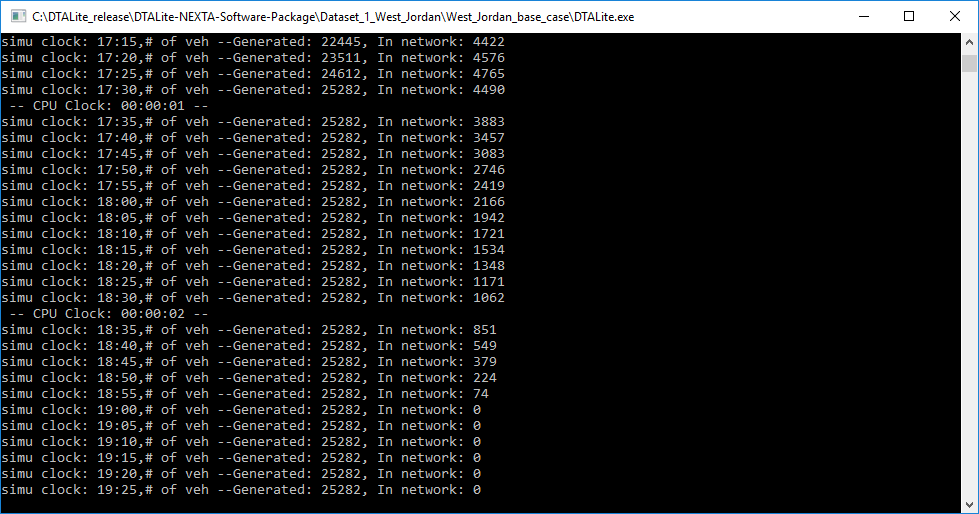 C:\DTALite_release\DTALite-NEXTA-Software-Package\Dataset_1_West_Jordan\West_Jordan_base_case\DTALite.exe
simu clock: 17:15,# of veh --Generated: 22445, In network: 4422
simu clock: 17:20,# of veh --Generated: 23511, In network: 4576
simu clock: 17:25,# of veh --Generated: 24612, In network: 4765
simu clock: 17:30,# of veh --Generated: 25282, In network: 4490
-- CPU Clock: 00:00:01 --
simu clock: 17:35,# of veh --Generated: 25282, In network: 3883
simu clock: 17:40,# of veh --Generated: 25282, In network: 3457
simu clock: 17:45,# of veh --Generated: 25282, In network: 3083
simu clock: 17:50,# of veh --Generated: 25282, In network: 2746
simu clock: 17:55,# of veh --Generated: 25282, In network: 2419
simu clock: 18:00,# of veh --Generated: 25282, In network: 2166
simu clock: 18:05,# of veh --Generated: 25282, In network: 1942
simu clock: 18:10,# of veh --Generated: 25282, In network: 1721
simu clock: 18:15,# of veh --Generated: 25282, In network: 1534
simu clock: 18:20,# of veh --Generated: 25282, In network: 1348
simu clock: 18:25,# of veh --Generated: 25282, In network: 1171
simu clock: 18:30,# of veh --Generated: 25282, In network: 1062
-- CPU Clock: 00:00:02 --
simu clock: 18:35,# of veh --Generated: 25282, In network: 851
simu clock: 18:40,# of veh --Generated: 25282, In network: 549
simu clock: 18:45,# of veh --Generated: 25282, In network: 379
simu clock: 18:50,# of veh --Generated: 25282, In network: 224
simu clock: 18:55,# of veh --Generated: 25282, In network: 74
simu clock: 19:00,# of veh --Generated: 25282, In network: 0
simu clock: 19:05,# of veh --Generated: 25282, In network: 0
simu clock: 19:10,# of veh --Generated: 25282, In network: 0
simu clock: 19:15,# of veh --Generated: 25282, In network: 0
simu clock: 19:20,# of veh --Generated: 25282, In network: 0
simu clock: 19:25,# of veh --Generated: 25282, In network: 0